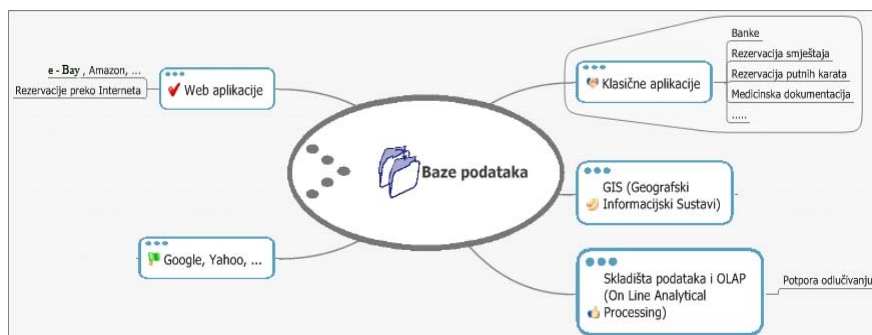 e - Bay , Amazon, ...
Rezervacije preko Interneta
Web aplikacije
Klasične aplikacije
Banke
Rezervacija smještaja
Rezervacija putnih karata
Medicinska dokumentacija
.....
Baze podataka
GIS (Geografski
Informacijski Sustavi)
Google, Yahoo, ...
Skladišta podataka i OLAP
(On Line Analytical
Processing)
Potpora odlučivanju